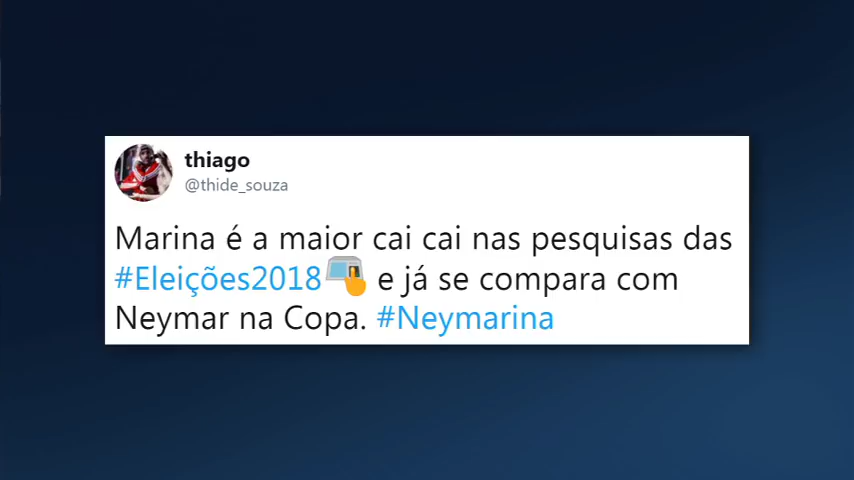 thiago
@thide_souza
Marina é a maior cai cai nas pesquisas das
#Eleições2018 e já se compara com
Neymar na Copa. #Neymarina